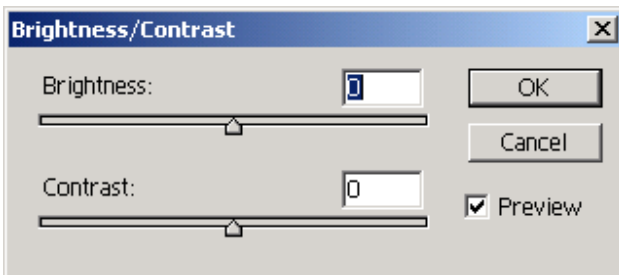 Brightness/Contrast
Brightness: 0
OK
Cancel
Contrast: 0
Preview